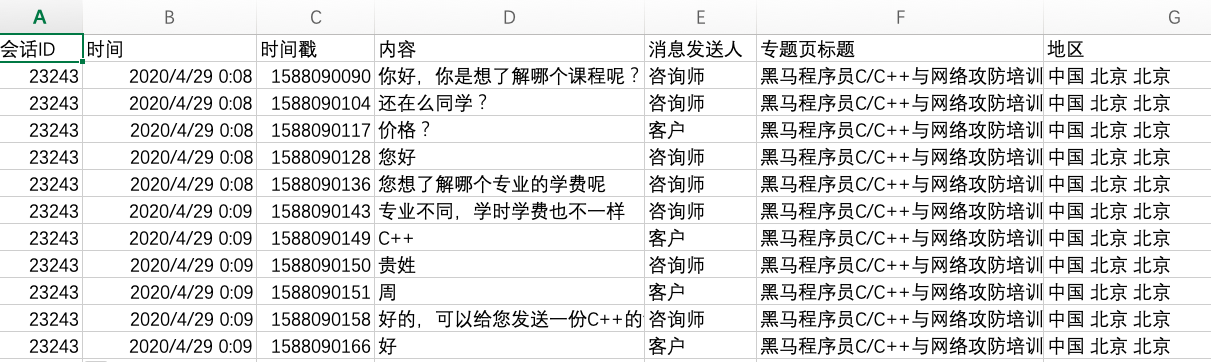 A B C D E F G
会话ID 时间 时间戳 内容 消息发送人 专题页标题 地区
23243 2020/4/29 0:08 1588090090 你好，你是想了解哪个课程呢？ 咨询师 黑马程序员C/C++与网络攻防培训 中国 北京 北京
23243 2020/4/29 0:08 1588090104 还在么同学？ 咨询师 黑马程序员C/C++与网络攻防培训 中国 北京 北京
23243 2020/4/29 0:08 1588090117 价格？ 客户 黑马程序员C/C++与网络攻防培训 中国 北京 北京
23243 2020/4/29 0:08 1588090128 您好 咨询师 黑马程序员C/C++与网络攻防培训 中国 北京 北京
23243 2020/4/29 0:08 1588090136 您想了解哪个专业的学费呢 咨询师 黑马程序员C/C++与网络攻防培训 中国 北京 北京
23243 2020/4/29 0:09 1588090143 专业不同，学时学费也不一样 咨询师 黑马程序员C/C++与网络攻防培训 中国 北京 北京
23243 2020/4/29 0:09 1588090149 C++ 客户 黑马程序员C/C++与网络攻防培训 中国 北京 北京
23243 2020/4/29 0:09 1588090150 贵姓 咨询师 黑马程序员C/C++与网络攻防培训 中国 北京 北京
23243 2020/4/29 0:09 1588090151 周 客户 黑马程序员C/C++与网络攻防培训 中国 北京 北京
23243 2020/4/29 0:09 1588090158 好的，可以给您发送一份C++的 咨询师 黑马程序员C/C++与网络攻防培训 中国 北京 北京
23243 2020/4/29 0:09 1588090166 好 客户 黑马程序员C/C++与网络攻防培训 中国 北京 北京